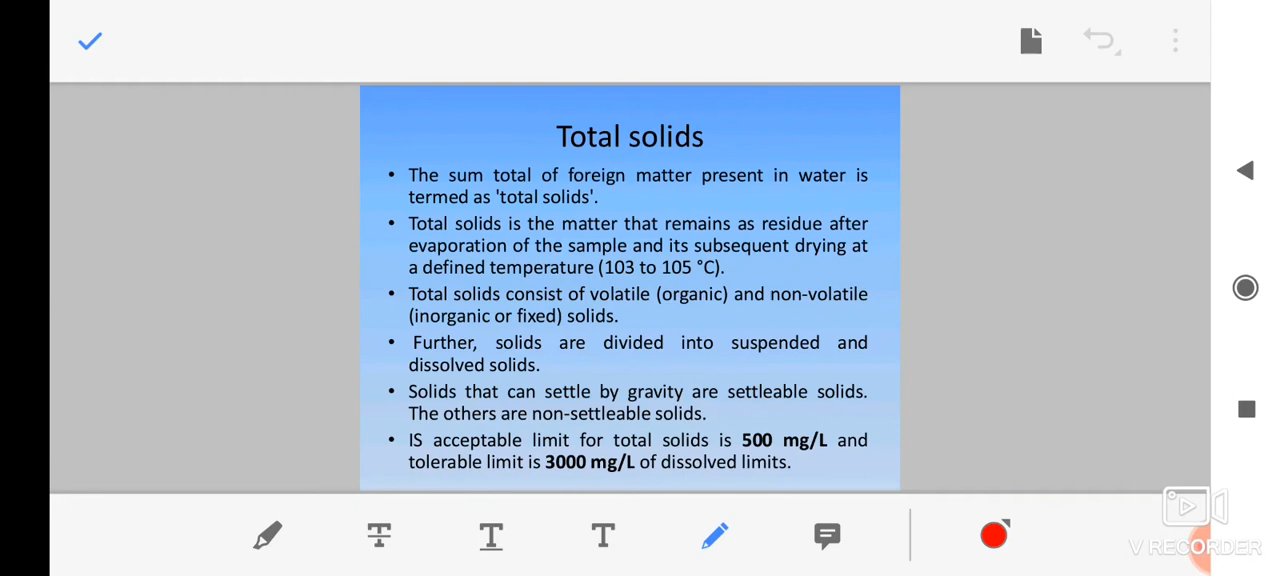 Total solids
• The sum total of foreign matter present in water is
termed as 'total solids'.
• Total solids is the matter that remains as residue after
evaporation of the sample and its subsequent drying at
a defined temperature (103 to 105 °C).
• Total solids consist of volatile (organic) and non-volatile
(inorganic or fixed) solids.
• Further, solids are divided into suspended and
dissolved solids.
• Solids that can settle by gravity are settleable solids.
The others are non-settleable solids.
• IS acceptable limit for total solids is 500 mg/L and
tolerable limit is 3000 mg/L of dissolved limits.
T T T
V RECORDER